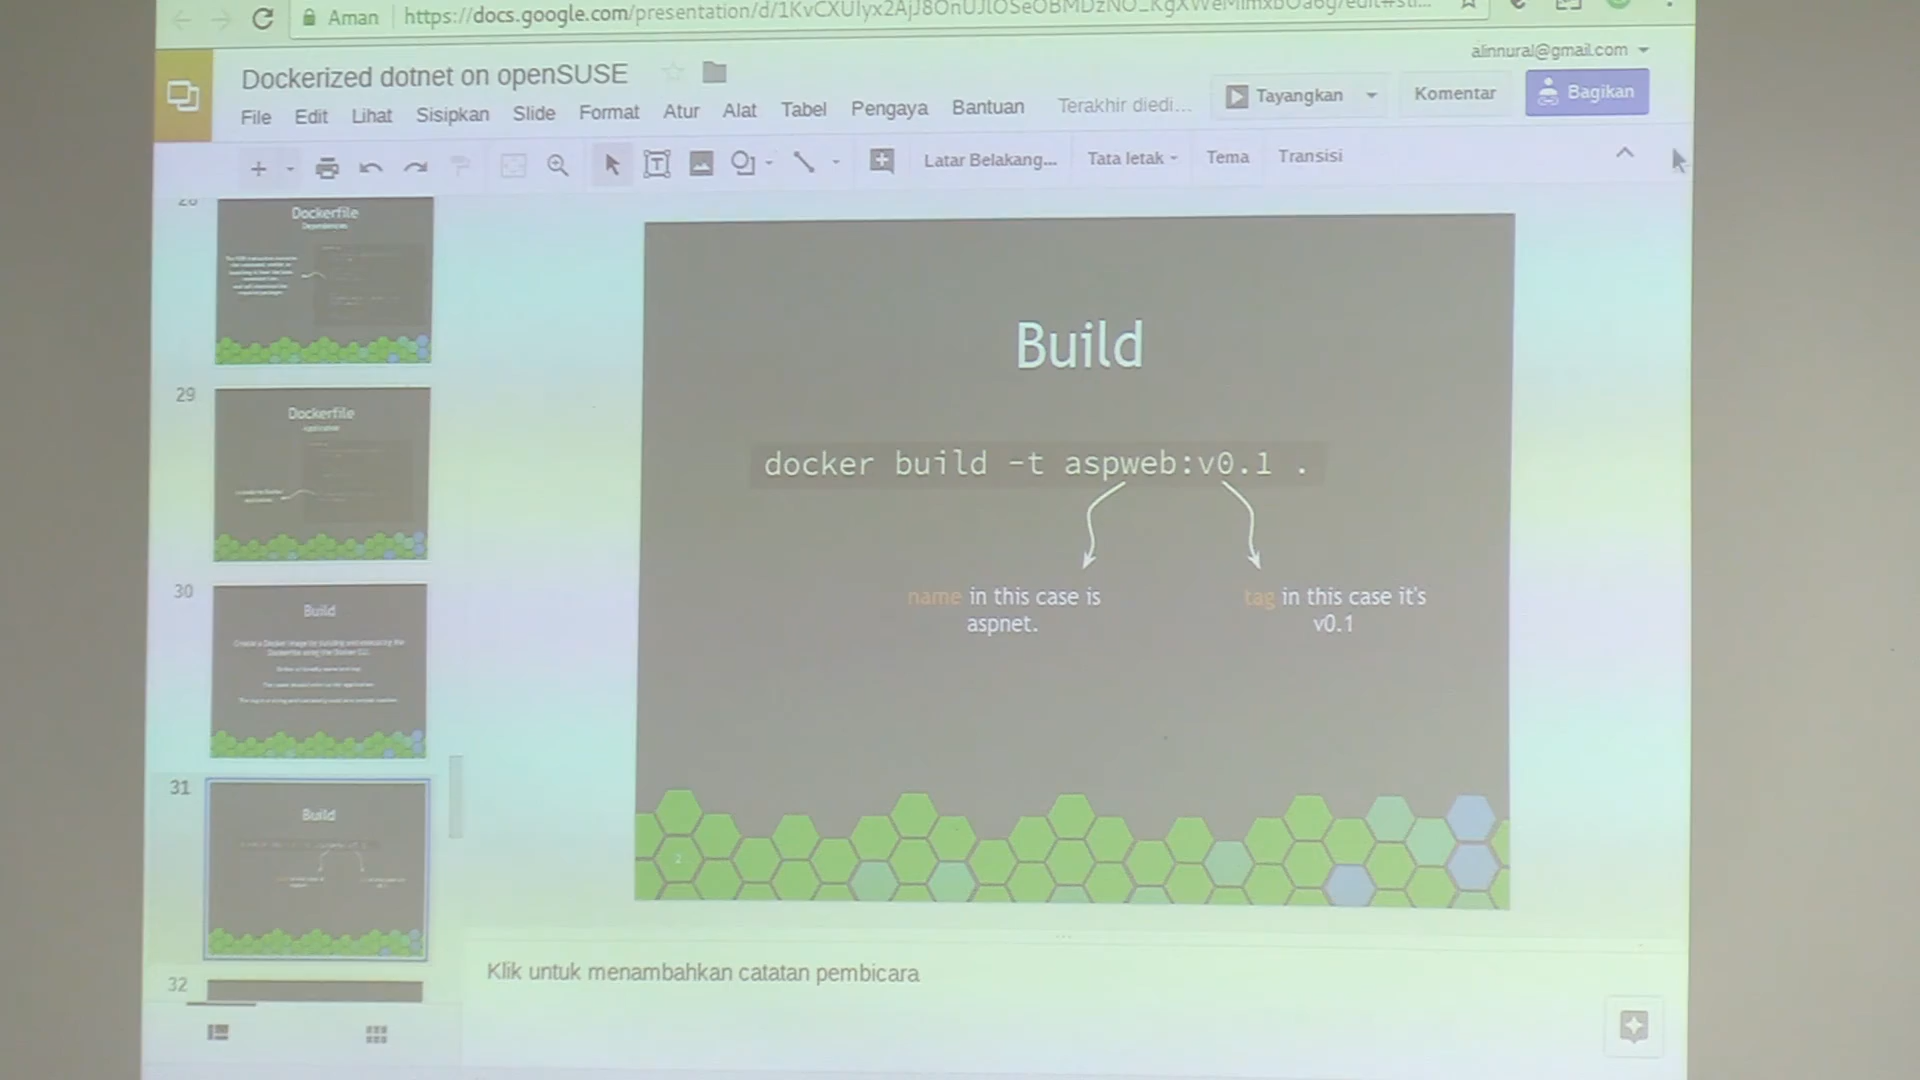 Aman https://docs.google.com/presentation/d/
alinnural@gmail.com
Dockerized dotnet on openSUSE
File Edit Lihat Sisipkan Slide Format Atur Alat Tabel Pengaya Bantuan Terakhir diedi...
Tayangkan Komentar Bagikan
Latar Belakang... Tata letak Tema Transisi
Dockerfile
Dependencies
29
Dockerfile
Application
30
Build
31
Build
32
Build
docker build -t aspweb:v0.1 .
name in this case is
aspnet.
tag in this case it's
v0.1
Klik untuk menambahkan catatan pembicara